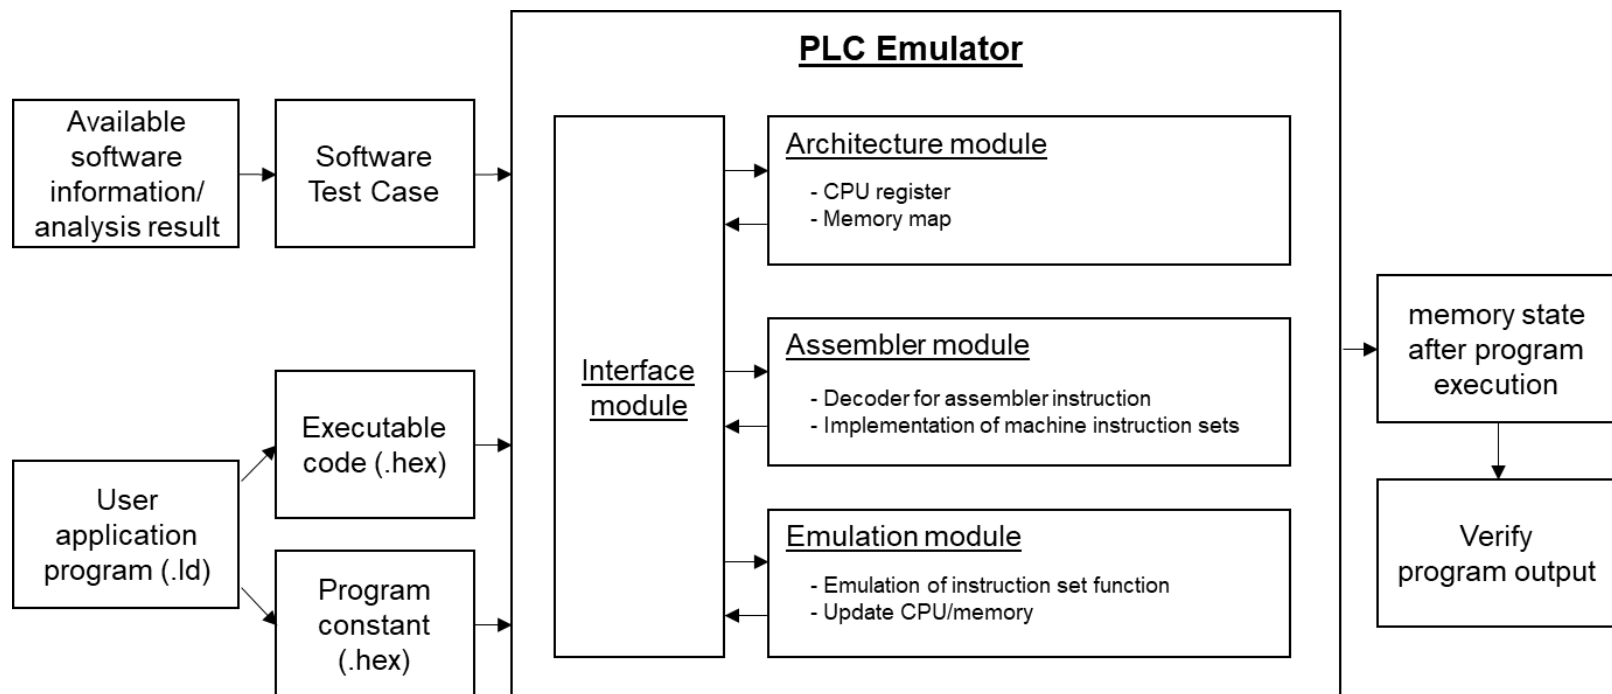 PLC Emulator
Available
software
information/
analysis result
Software
Test Case
Interface
module
Architecture module
- CPU register
- Memory map
Assembler module
- Decoder for assembler instruction
- Implementation of machine instruction sets
Emulation module
- Emulation of instruction set function
- Update CPU/memory
User
application
program (.ld)
Executable
code (.hex)
Program
constant
(.hex)
memory state
after program
execution
Verify
program output